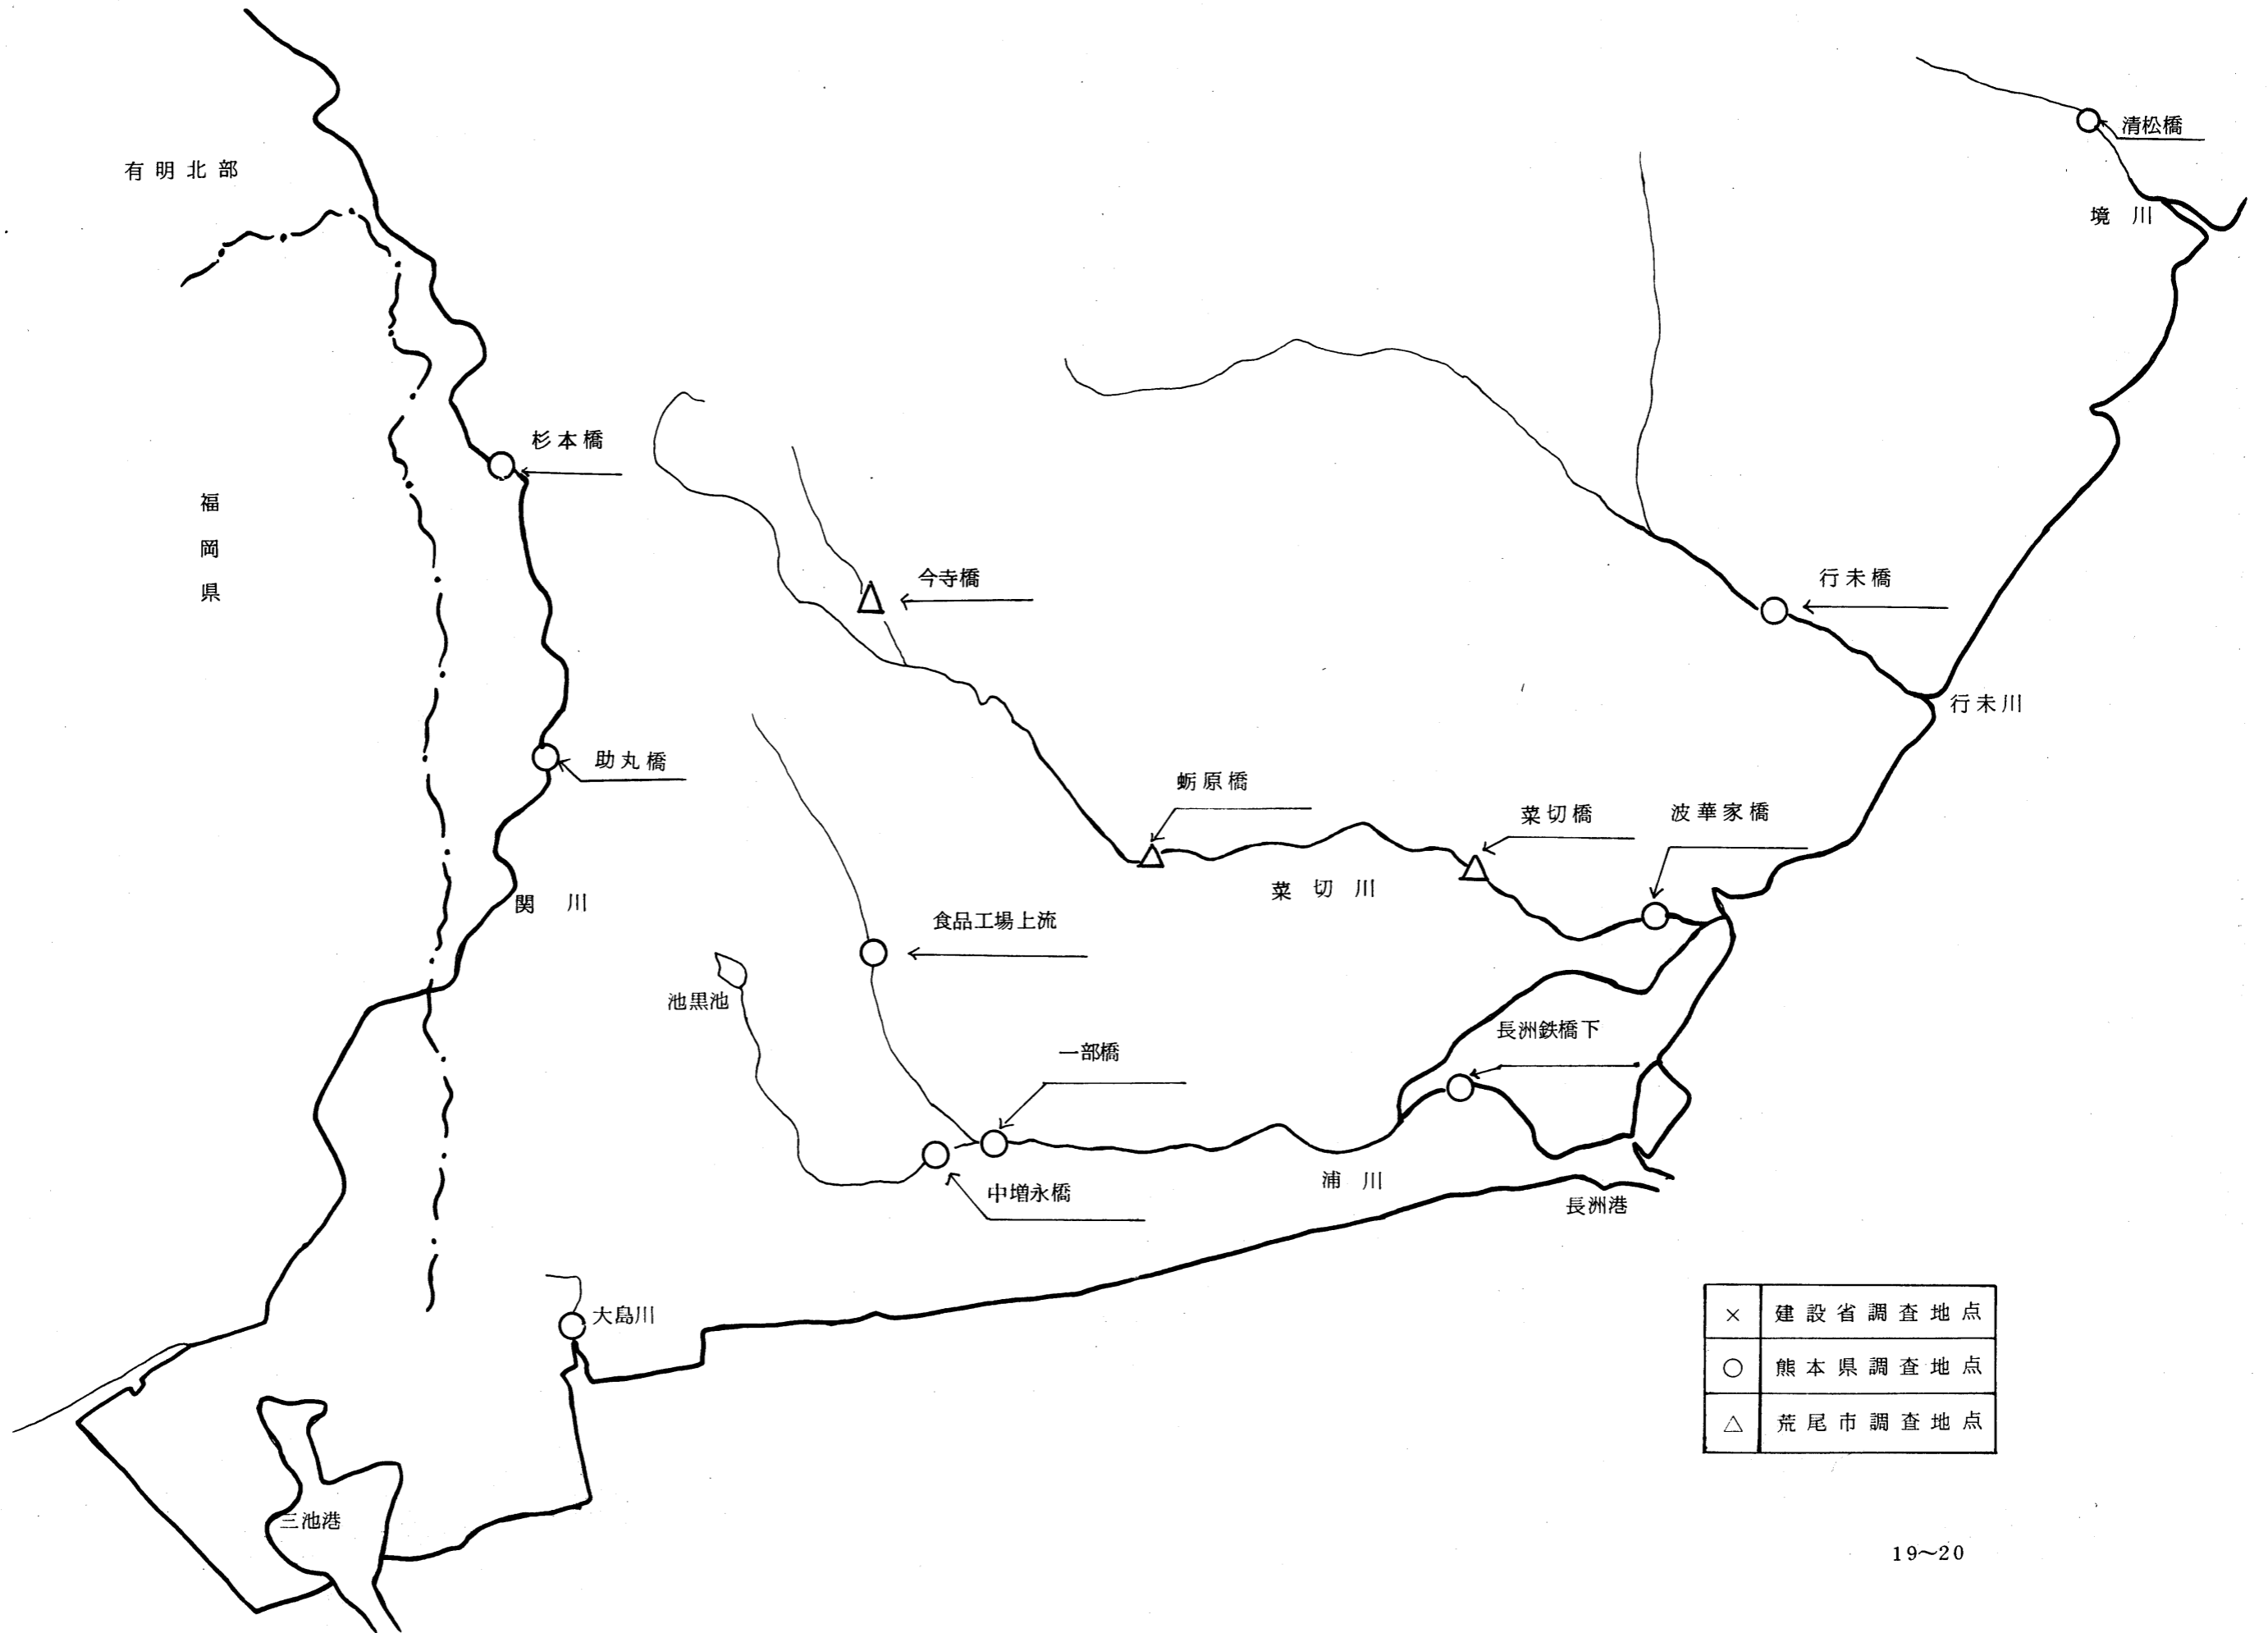 清松橋
有明北部
境川
杉本橋
福岡県
今寺橋
行未橋
行未川
助丸橋
蛎原橋
菜切橋
波華家橋
菜切川
関川
食品工場上流
池黒池
長洲鉄橋下
一部橋
浦川
中増永橋
長洲港
大島川
× 建設省調査地点
○ 熊本県調査地点
△ 荒尾市調査地点
三池港
19~20